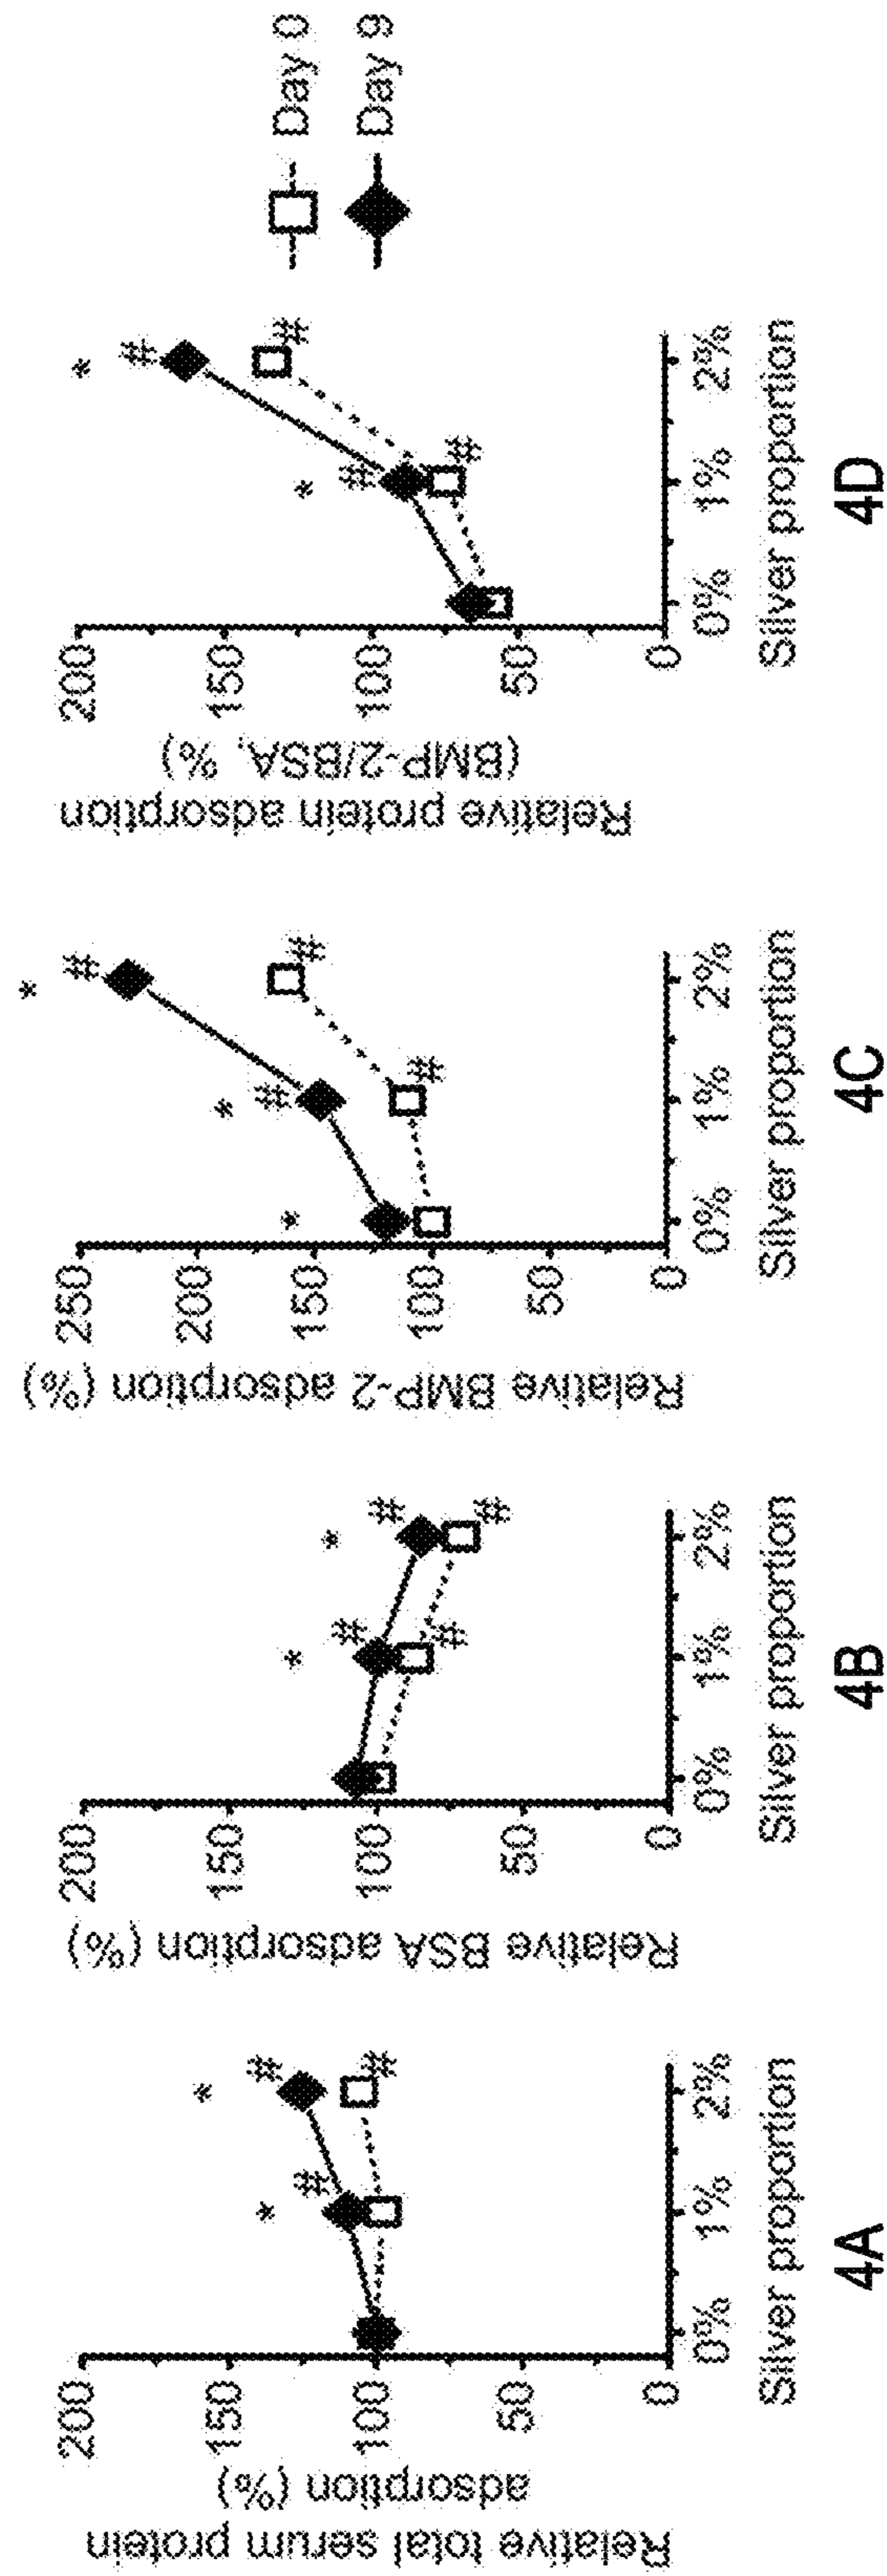 Relative total serum protein
adsorption (%)
200
150
100
50
0
* #
* #
#
0% 1% 2%
Silver proportion
4A
Relative BSA adsorption (%)
200
150
100
50
0
* #
#
* #
#
0% 1% 2%
Silver proportion
4B
Relative BMP-2 adsorption (%)
250
200
150
100
50
0
*
* #
#
* #
#
0% 1% 2%
Silver proportion
4C
Relative protein adsorption
(BMP-2/BSA, %)
200
150
100
50
0
* #
#
* #
#
0% 1% 2%
Silver proportion
4D
Day 0
Day 9